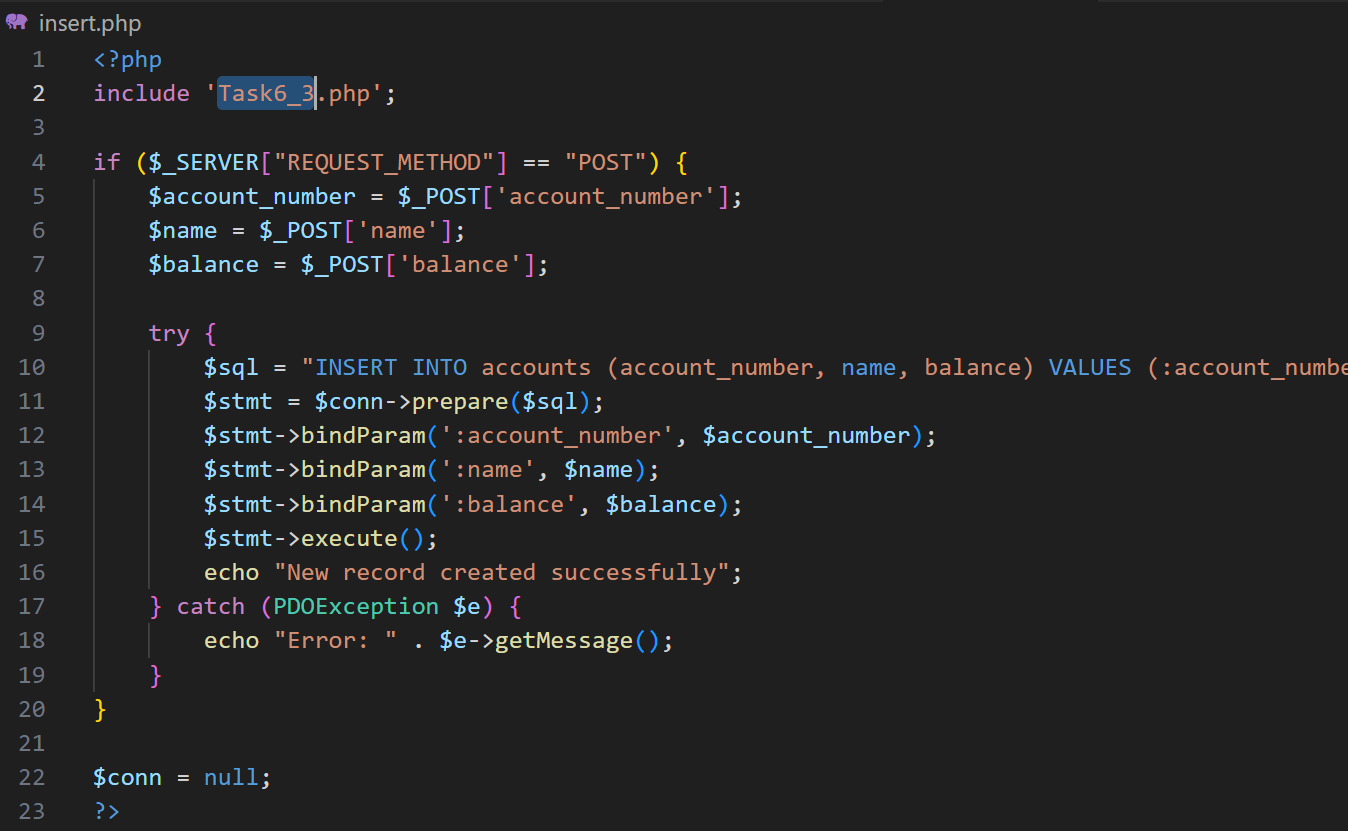 insert.php
1 <?php
2 include 'Task6_3.php';
3
4 if ($_SERVER["REQUEST_METHOD"] == "POST") {
5     $account_number = $_POST['account_number'];
6     $name = $_POST['name'];
7     $balance = $_POST['balance'];
8
9     try {
10         $sql = "INSERT INTO accounts (account_number, name, balance) VALUES (:account_numbe
11         $stmt = $conn->prepare($sql);
12         $stmt->bindParam(':account_number', $account_number);
13         $stmt->bindParam(':name', $name);
14         $stmt->bindParam(':balance', $balance);
15         $stmt->execute();
16         echo "New record created successfully";
17     } catch (PDOException $e) {
18         echo "Error: " . $e->getMessage();
19     }
20 }
21
22 $conn = null;
23 ?>